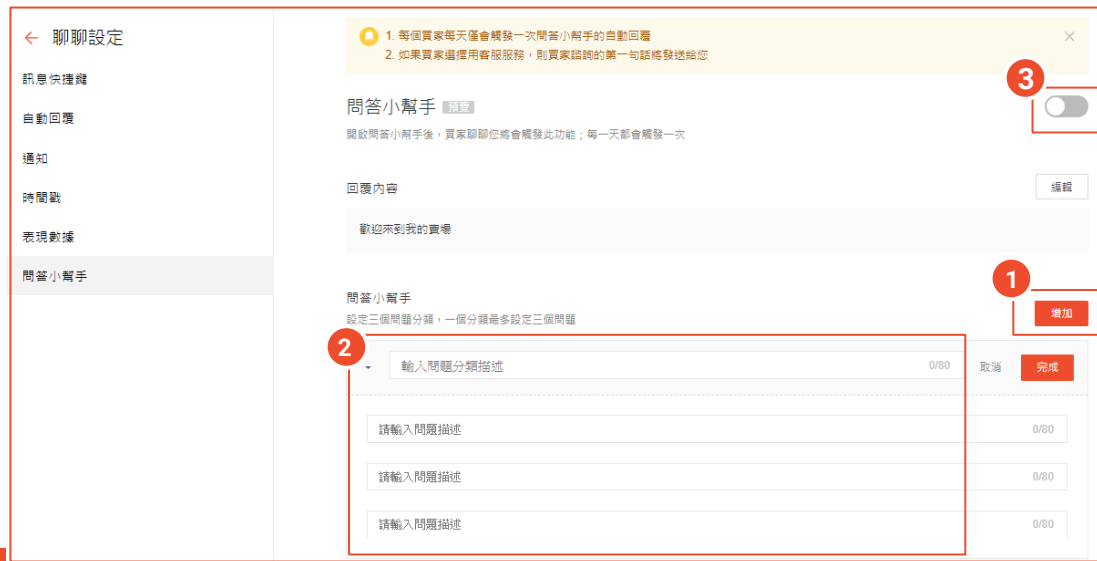 ← 聊聊設定
訊息快捷鍵
自動回覆
通知
時間戳
表現數據
問答小幫手
1. 每個買家每天僅會觸發一次問答小幫手的自動回覆
2. 如果買家選擇用客服服務,則買家諮詢的第一句話將發送給您
3
問答小幫手 預覽
開啟問答小幫手後,買家聊聊您將會觸發此功能;每一天都會觸發一次
回覆內容
編輯
歡迎來到我的賣場
1
問答小幫手
設定三個問題分類,一個分類最多設定三個問題
增加
2
輸入問題分類描述 0/80 取消 完成
請輸入問題描述 0/80
請輸入問題描述 0/80
請輸入問題描述 0/80